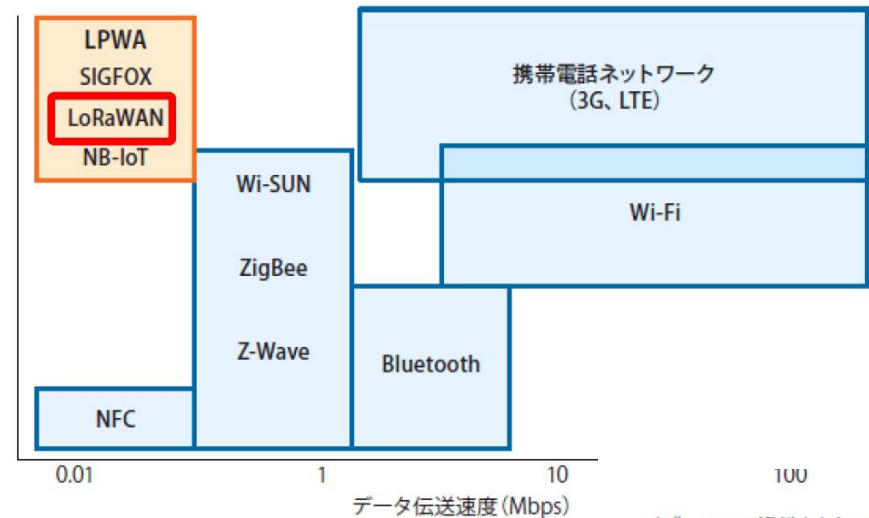 LPWA
SIGFOX
LoRaWAN
NB-IoT
携帯電話ネットワーク
(3G、LTE)
Wi-SUN
ZigBee
Z-Wave
Wi-Fi
Bluetooth
NFC
0.01
1
10
100
データ伝送速度(Mbps)